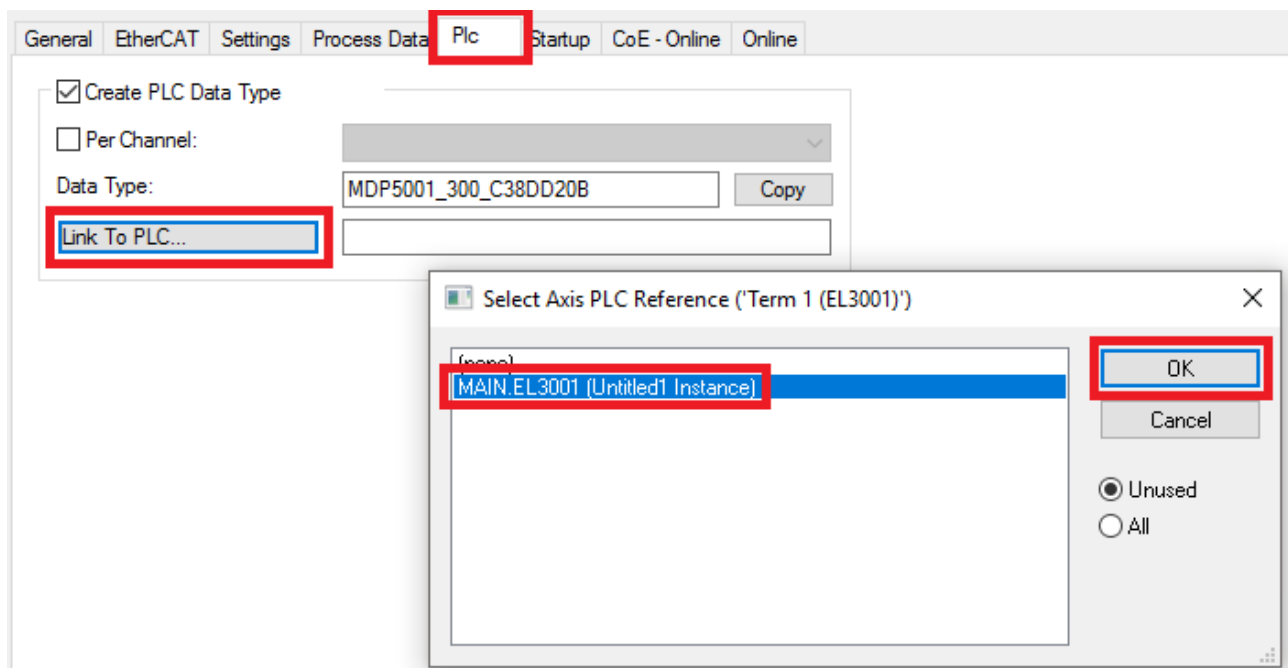 General EtherCAT Settings Process Data Plc Startup CoE - Online Online
Create PLC Data Type
Per Channel:
Data Type: MDP5001_300_C38DD20B Copy
Link To PLC...
Select Axis PLC Reference ('Term 1 (EL3001)')
(none)
MAIN.EL3001 (Untitled1 Instance)
OK
Cancel
Unused
All